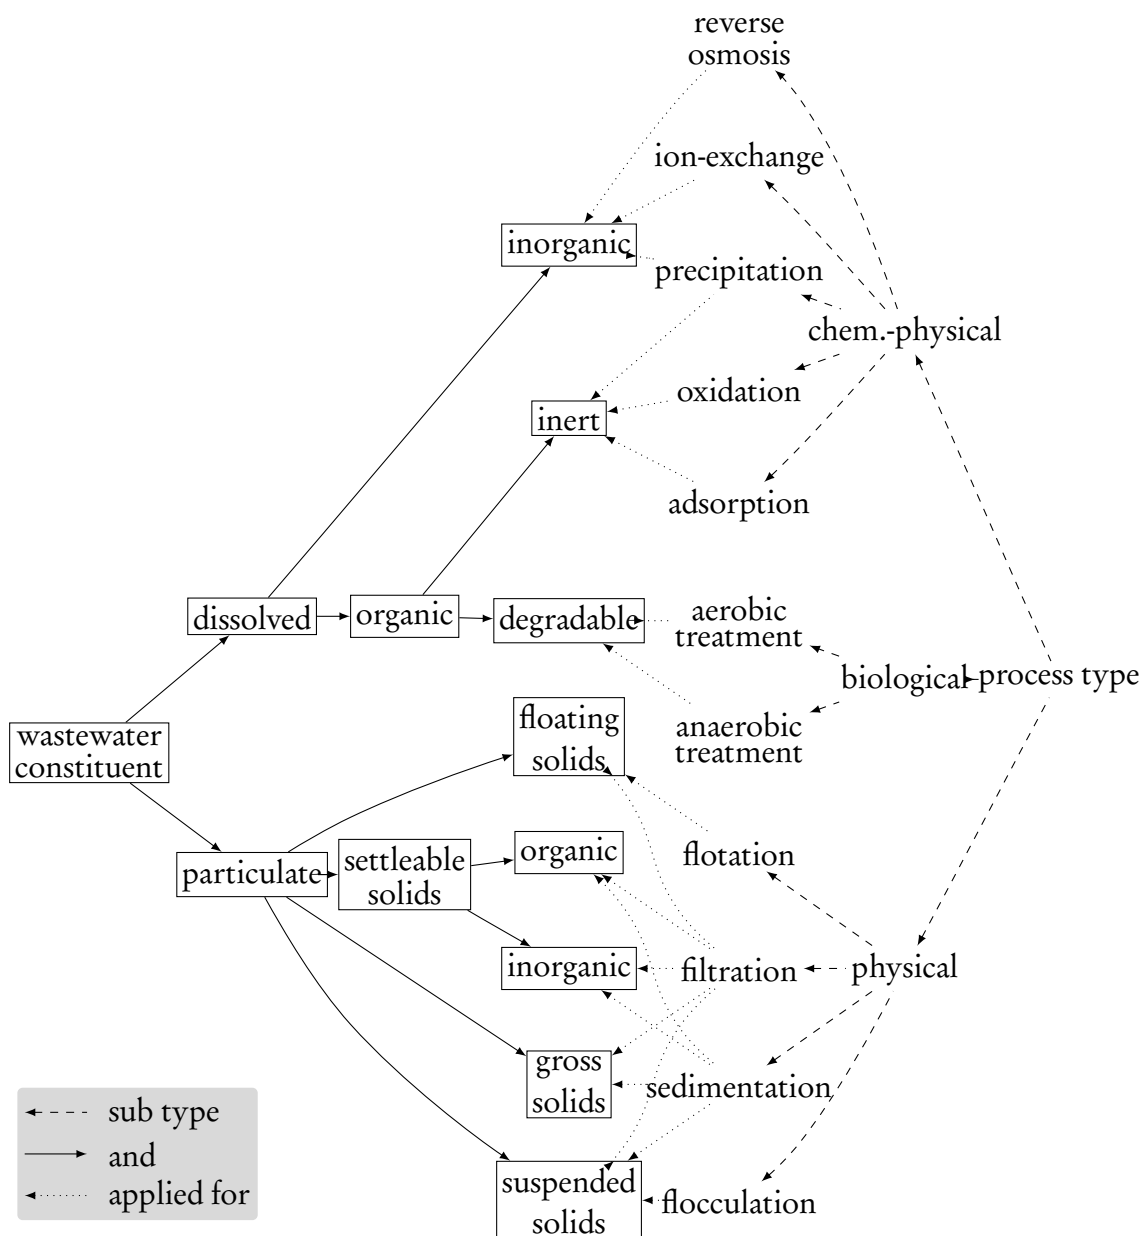 reverse
osmosis
ion-exchange
inorganic
precipitation
chem.-physical
oxidation
inert
adsorption
dissolved
organic
degradable
aerobic
treatment
biological
process type
anaerobic
treatment
wastewater
constituent
floating
solids
particulate
settleable
solids
organic
flotation
inorganic
filtration
physical
gross
solids
sedimentation
suspended
solids
flocculation
sub type
and
applied for